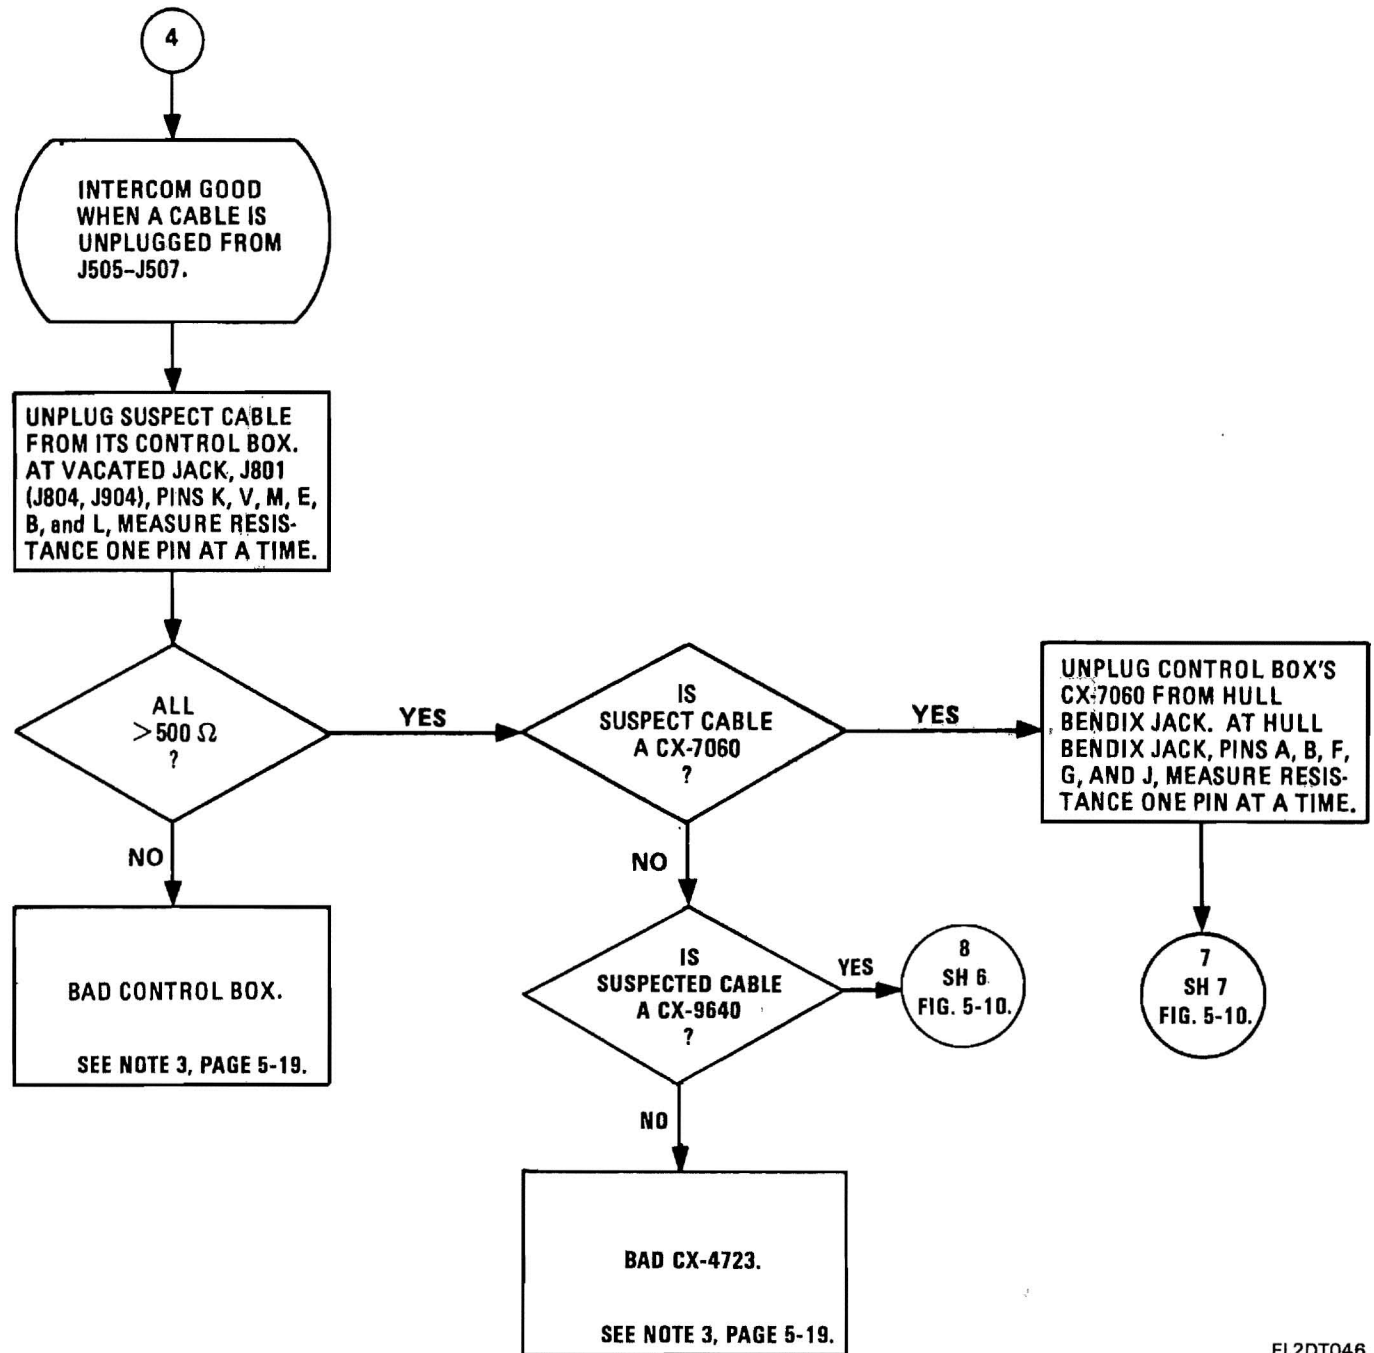 4
INTERCOM GOOD
WHEN A CABLE IS
UNPLUGGED FROM
J505–J507.
UNPLUG SUSPECT CABLE
FROM ITS CONTROL BOX.
AT VACATED JACK, J801
(J804, J904), PINS K, V, M, E,
B, and L, MEASURE RESIS-
TANCE ONE PIN AT A TIME.
ALL
>500 Ω
?
YES
NO
BAD CONTROL BOX.
SEE NOTE 3, PAGE 5-19.
IS
SUSPECT CABLE
A CX-7060
?
YES
NO
UNPLUG CONTROL BOX'S
CX-7060 FROM HULL
BENDIX JACK. AT HULL
BENDIX JACK, PINS A, B, F,
G, AND J, MEASURE RESIS-
TANCE ONE PIN AT A TIME.
7
SH 7
FIG. 5-10.
IS
SUSPECTED CABLE
A CX-9640
?
YES
8
SH 6
FIG. 5-10.
NO
BAD CX-4723.
SEE NOTE 3, PAGE 5-19.
EL2DT046